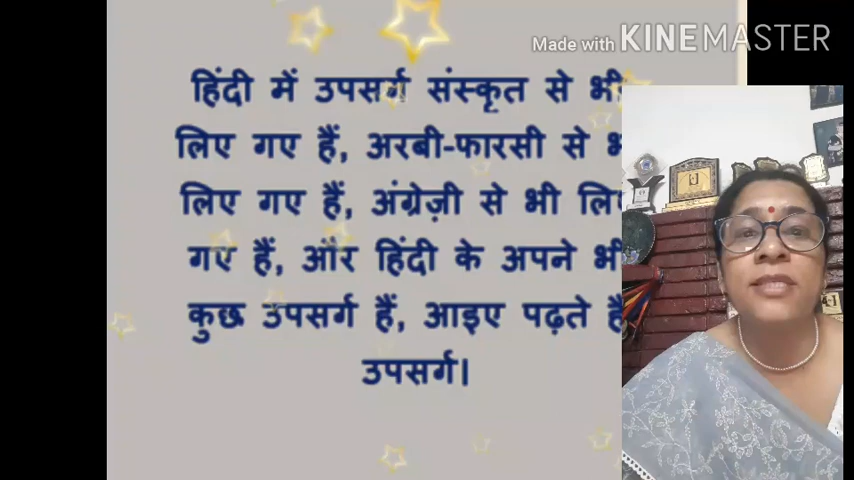 Made with KINEMASTER
हिंदी में उपसर्ग संस्कृत से भी
लिए गए हैं, अरबी-फारसी से
लिए गए हैं, अंग्रेज़ी से भी
गए हैं, और हिंदी के अपने भी
कुछ उपसर्ग हैं, आइए पढ़ते
उपसर्ग।